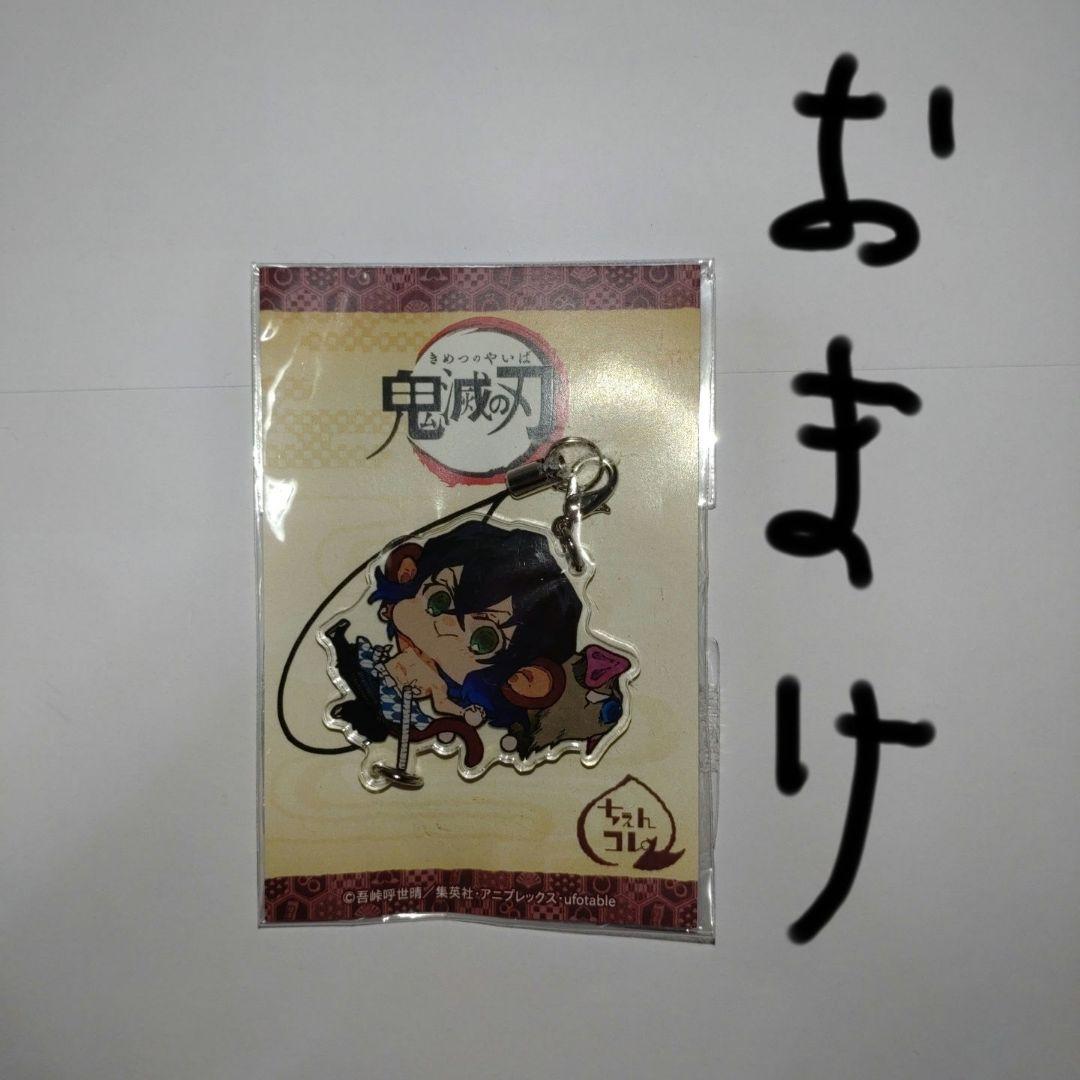 おまけ
きめつのやいば
鬼滅の刃
ちぇん
コレ
©吾峠呼世晴／集英社・アニプレックス・ufotable